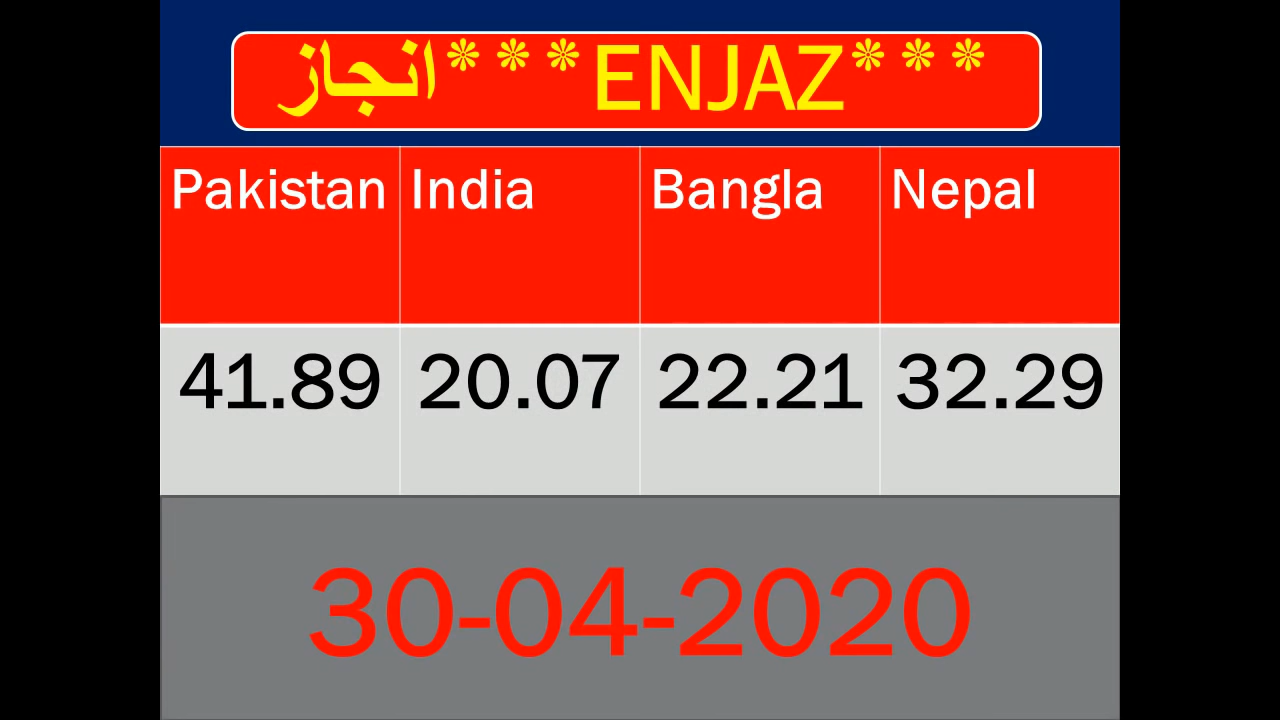 انجاز***ENJAZ***
Pakistan India Bangla Nepal
41.89 20.07 22.21 32.29
30-04-2020